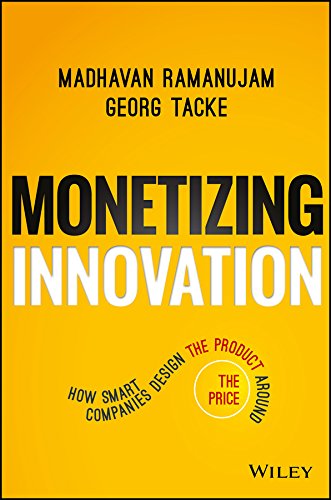 MADHAVAN RAMANUJAM
GEORG TACKE
MONETIZING
INNOVATION
HOW SMART
COMPANIES DESIGN THE PRODUCT AROUND
THE
PRICE
WILEY